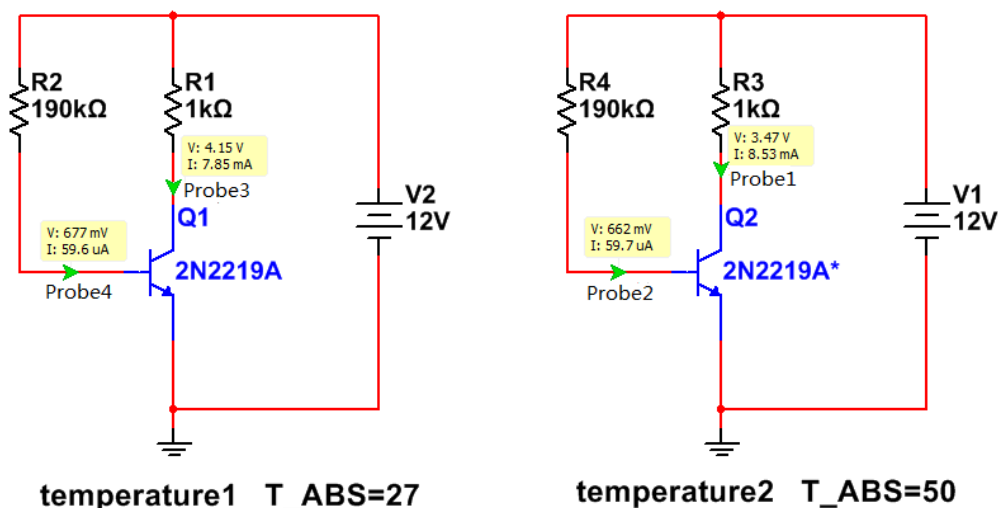 R2
190kΩ
R1
1kΩ
V: 4.15 V
I: 7.85 mA
Probe3
Q1
V: 677 mV
I: 59.6 uA
Probe4
2N2219A
V2
12V
temperature1 T_ABS=27
R4
190kΩ
R3
1kΩ
V: 3.47 V
I: 8.53 mA
Probe1
Q2
V: 662 mV
I: 59.7 uA
Probe2
2N2219A*
V1
12V
temperature2 T_ABS=50